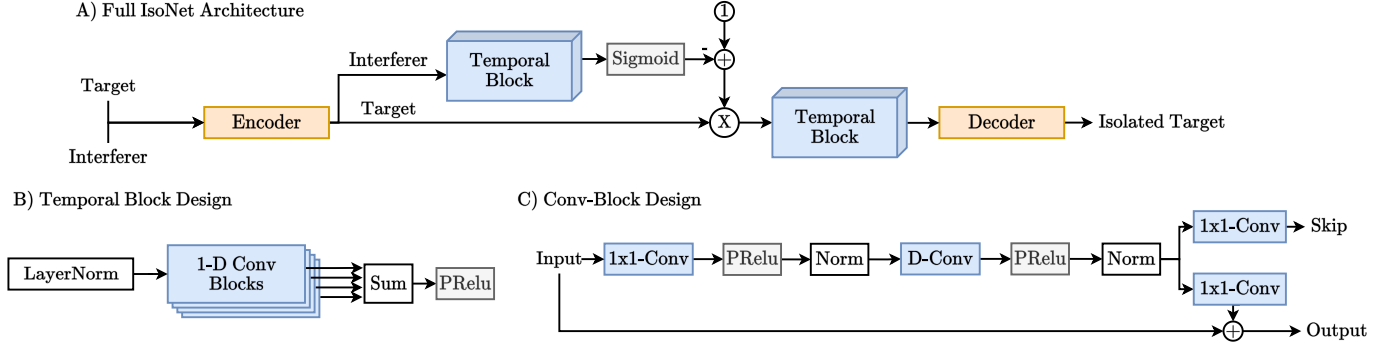 A) Full IsoNet Architecture
1
Interferer
Temporal
Block
Sigmoid
-
+
Target
Target
Encoder
X
Temporal
Block
Decoder
Isolated Target
Interferer
B) Temporal Block Design
C) Conv-Block Design
LayerNorm
1-D Conv
Blocks
Sum
PRelu
Input
1x1-Conv
PRelu
Norm
D-Conv
PRelu
Norm
1x1-Conv
Skip
1x1-Conv
+
Output